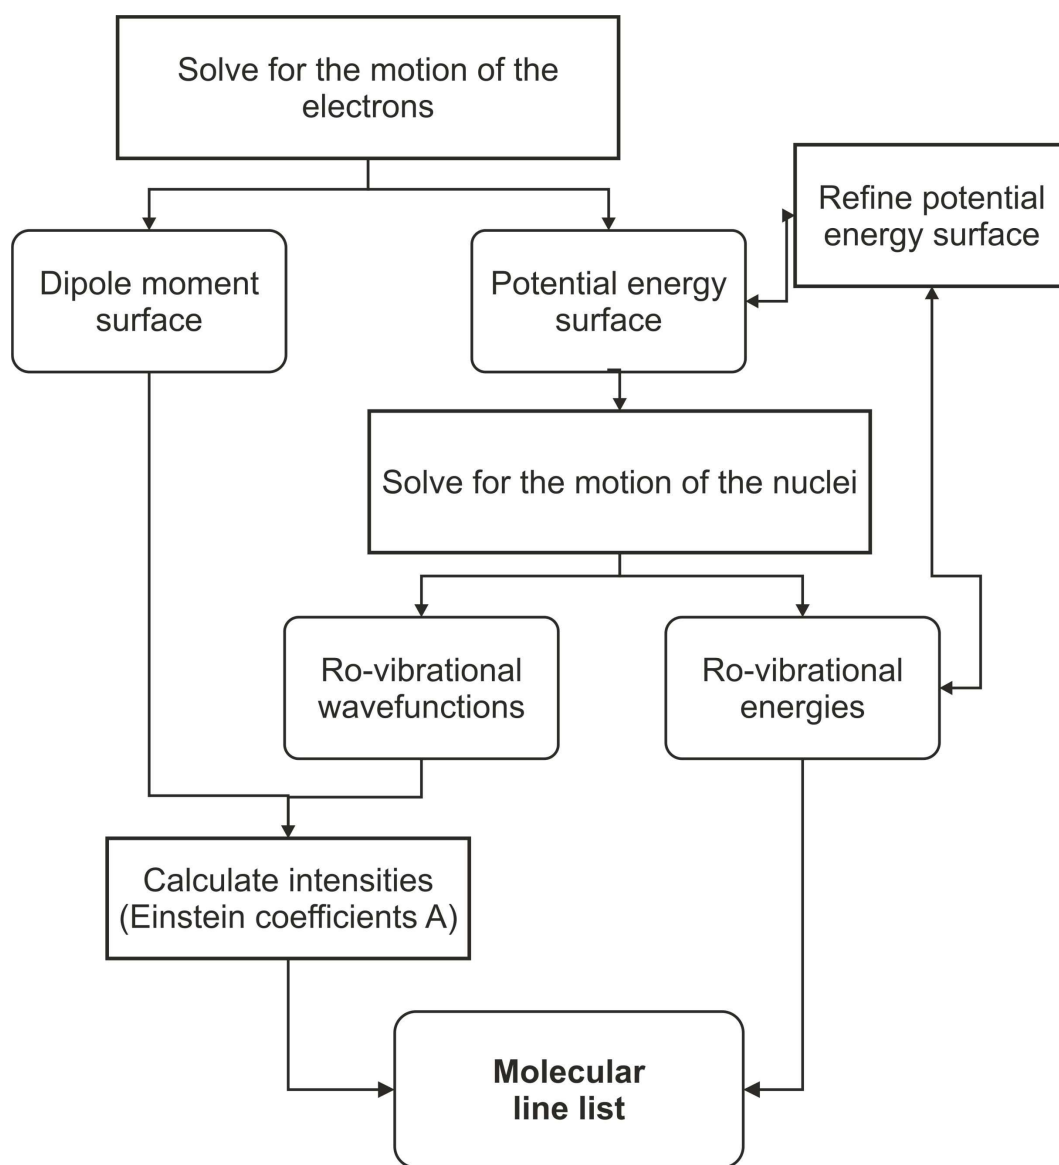 Solve for the motion of the
electrons
Refine potential
energy surface
Dipole moment
surface
Potential energy
surface
Solve for the motion of the nuclei
Ro-vibrational
wavefunctions
Ro-vibrational
energies
Calculate intensities
(Einstein coefficients A)
Molecular
line list